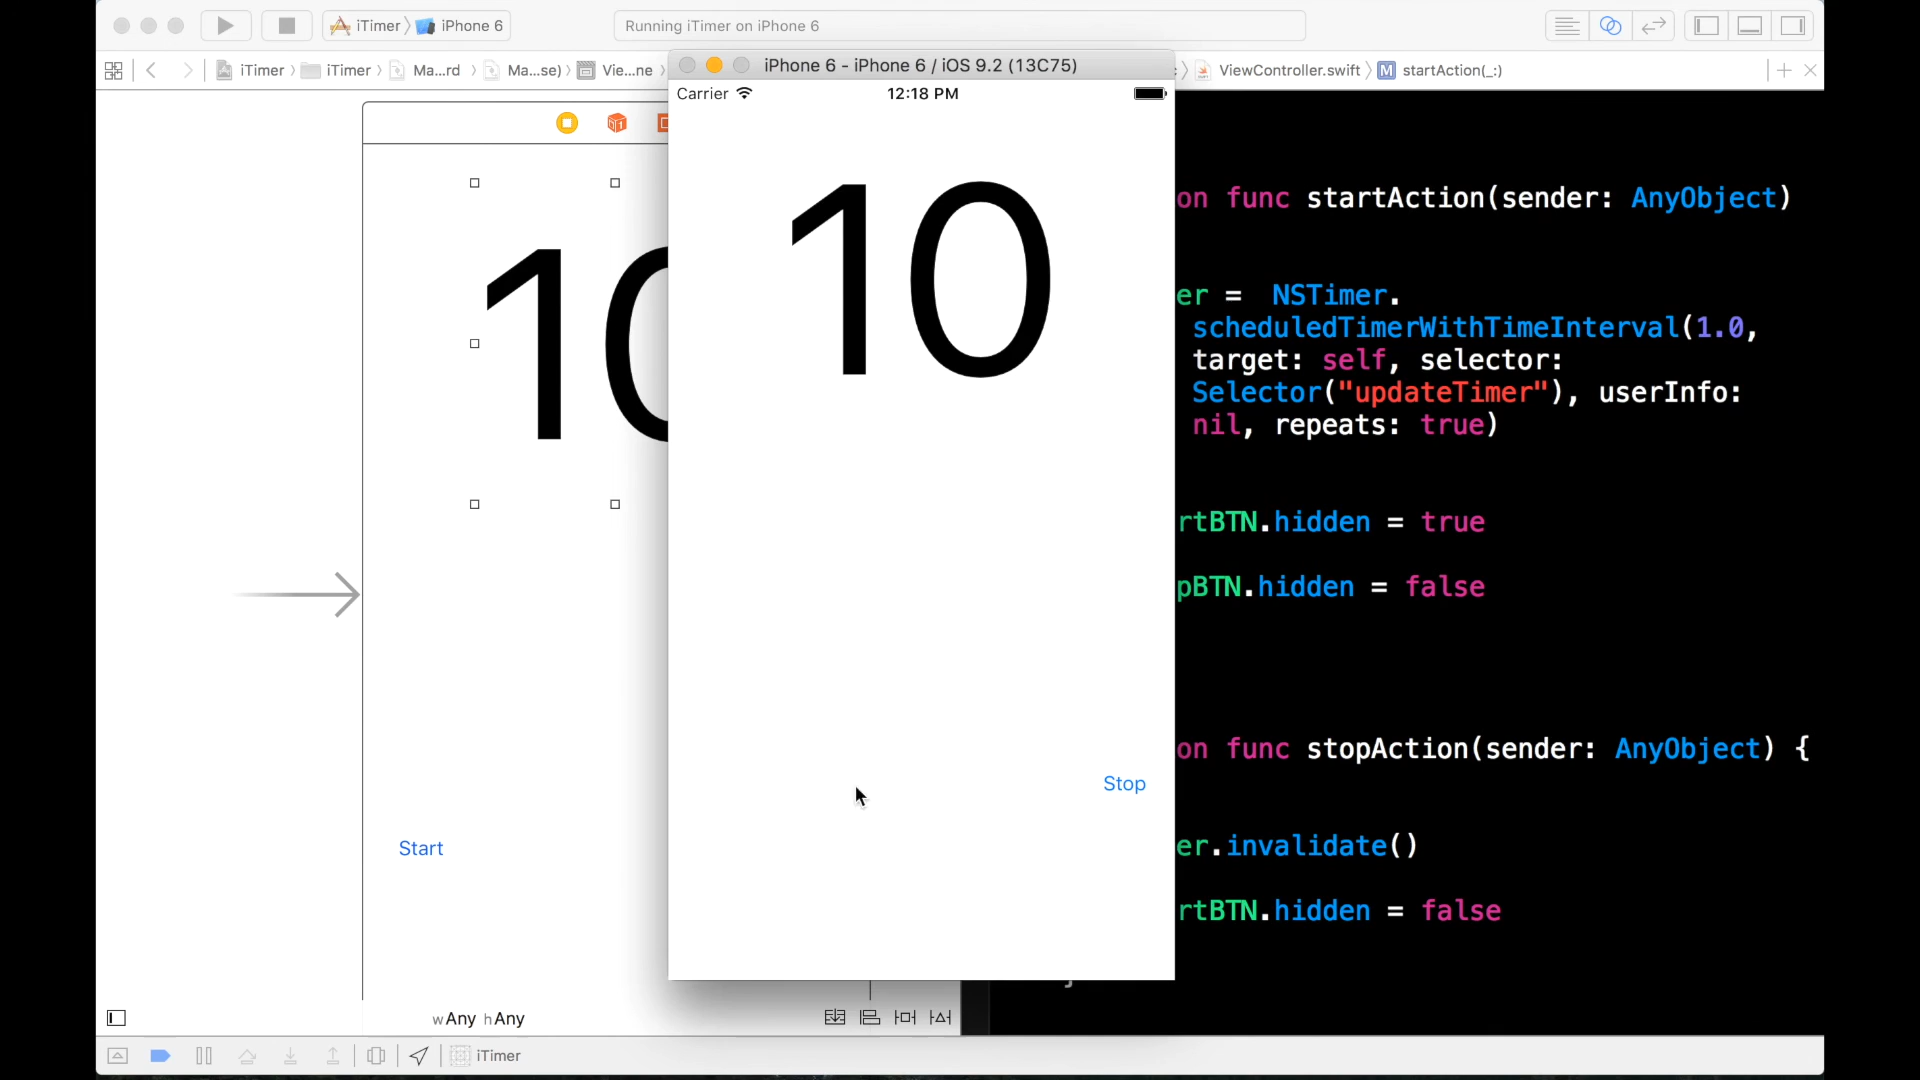 iTimer iPhone 6
Running iTimer on iPhone 6
iTimer iTimer Ma...rd Ma...se) Vie...ne
ViewController.swift M startAction(_:)
iPhone 6 - iPhone 6 / iOS 9.2 (13C75)
Carrier 12:18 PM
10
10
Start
Stop
on func startAction(sender: AnyObject)
er = NSTimer.
scheduledTimerWithTimeInterval(1.0,
target: self, selector:
Selector("updateTimer"), userInfo:
nil, repeats: true)
rtBTN.hidden = true
pBTN.hidden = false
on func stopAction(sender: AnyObject) {
er.invalidate()
rtBTN.hidden = false
}
wAny hAny
iTimer